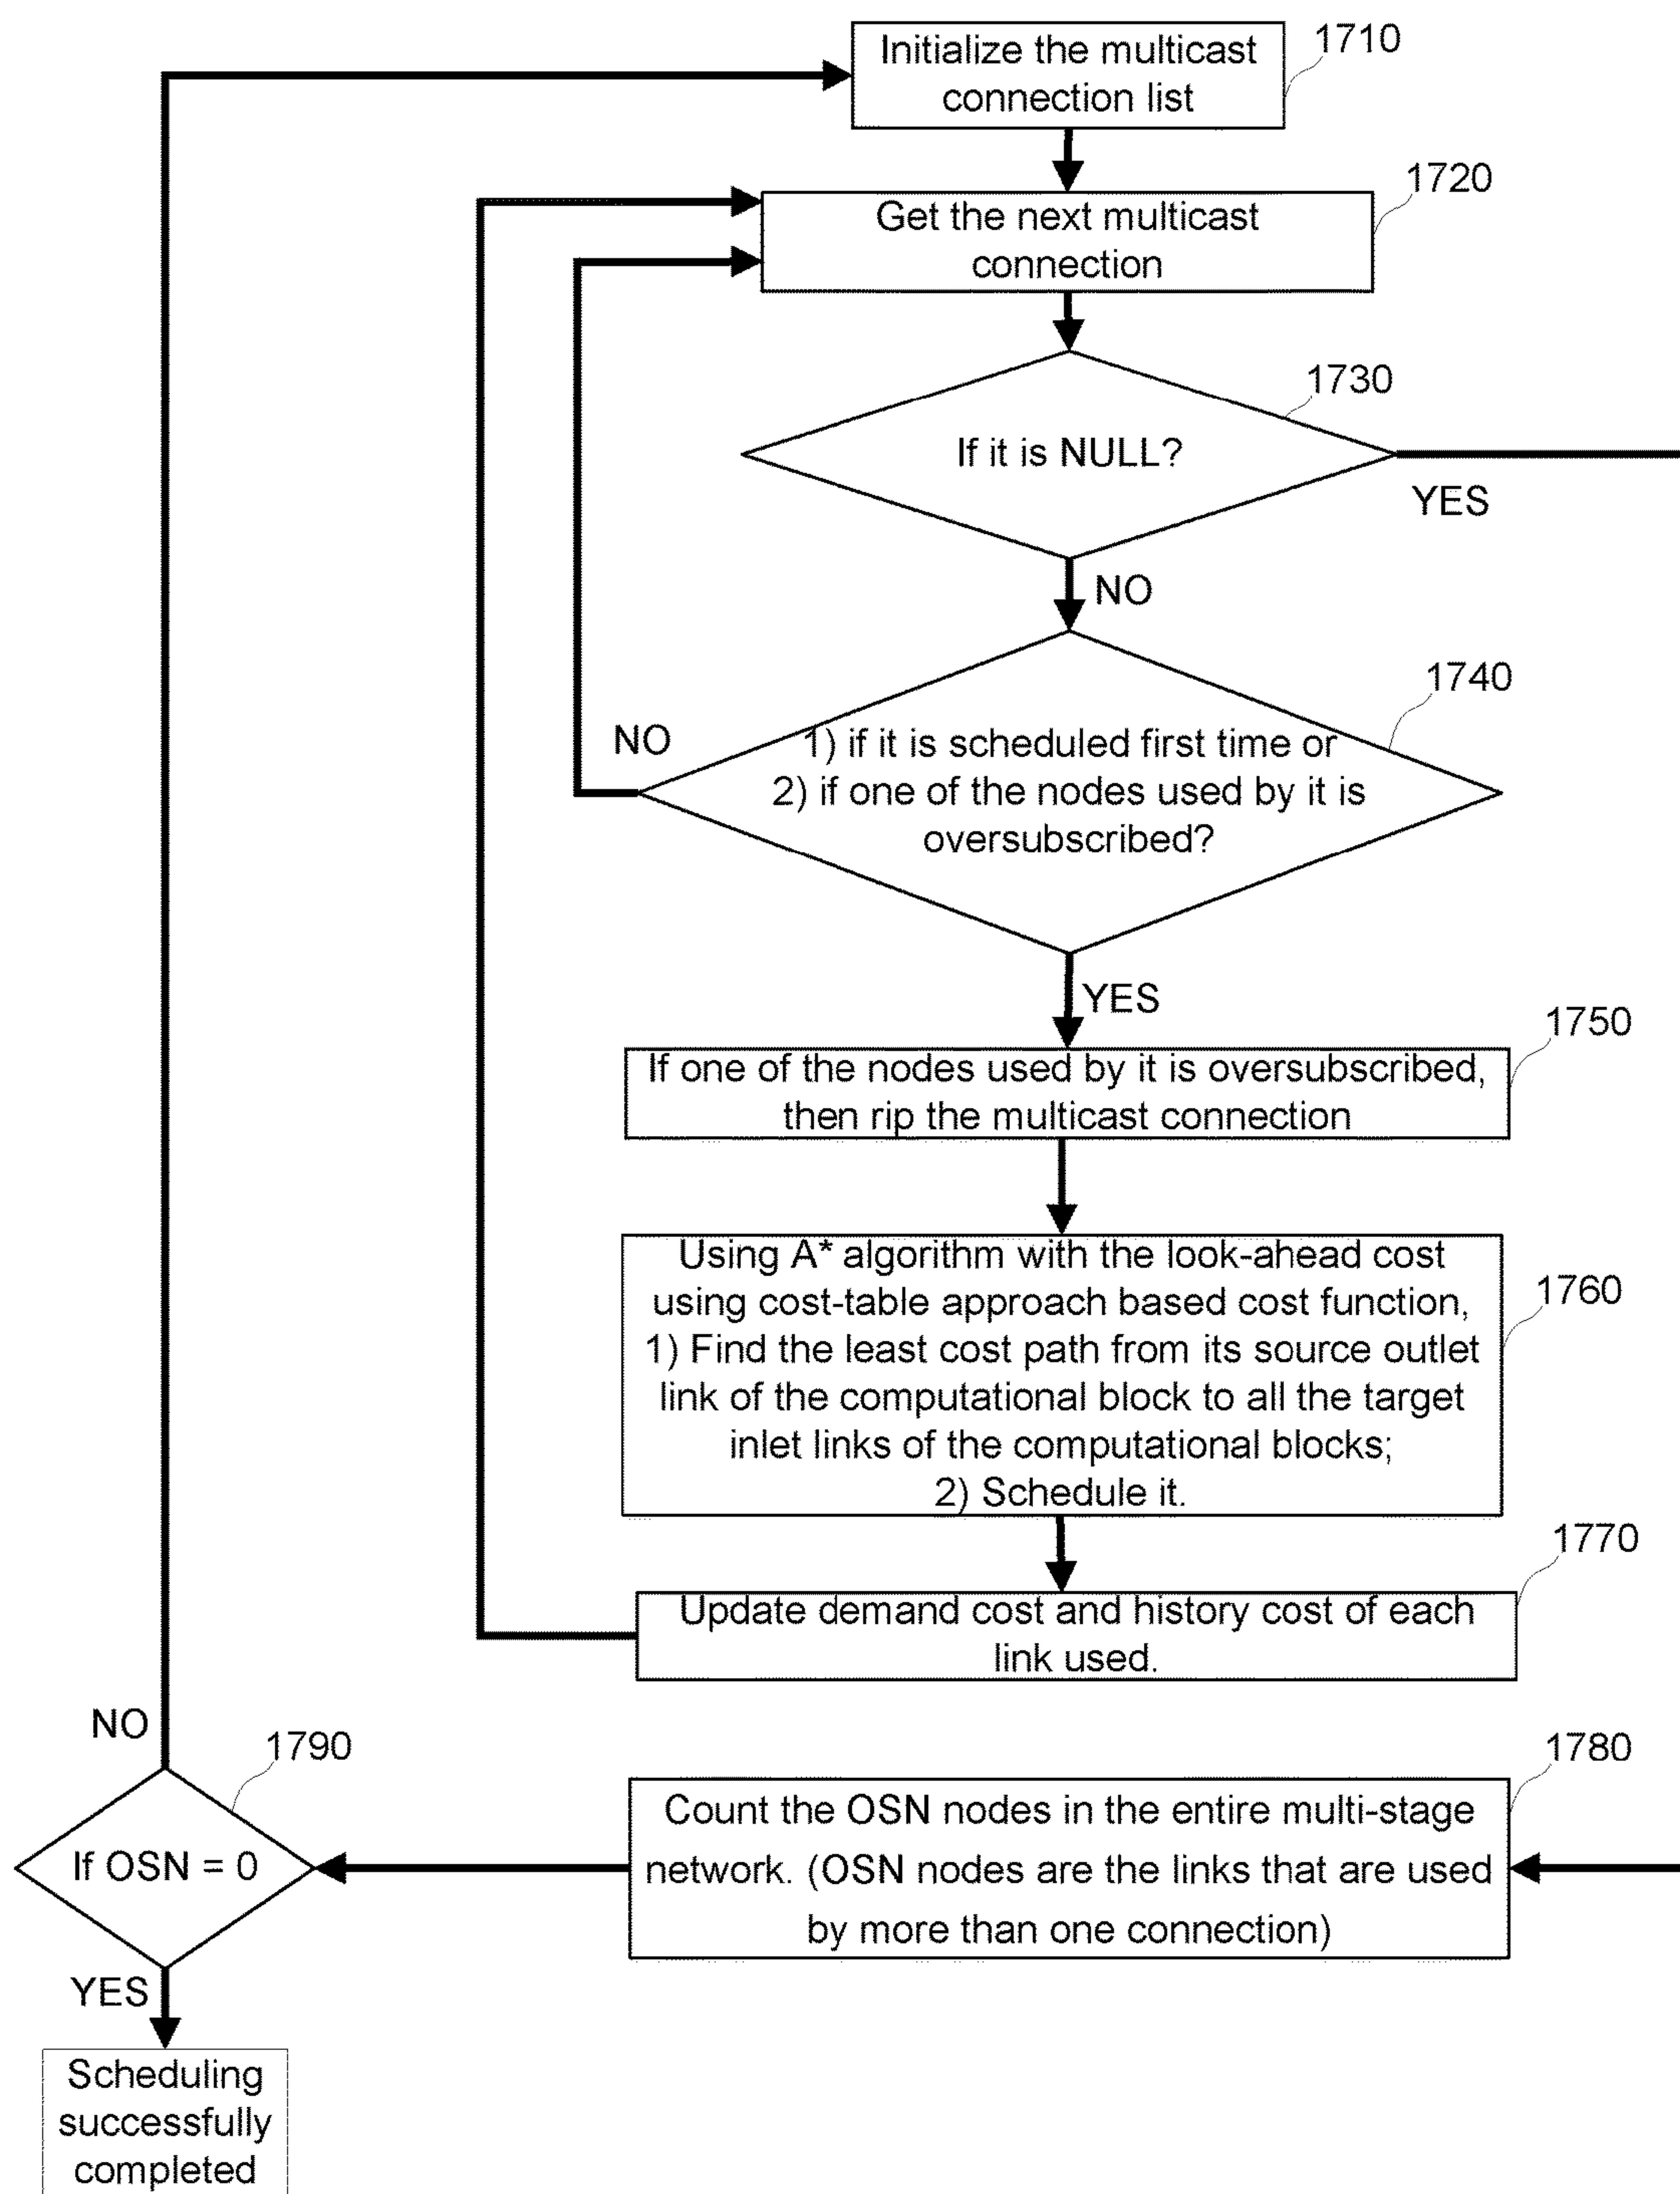 Initialize the multicast
connection list
1710
Get the next multicast
connection
1720
If it is NULL?
1730
YES
NO
1) if it is scheduled first time or
2) if one of the nodes used by it is
oversubscribed?
1740
NO
YES
If one of the nodes used by it is oversubscribed,
then rip the multicast connection
1750
Using A* algorithm with the look-ahead cost
using cost-table approach based cost function,
1) Find the least cost path from its source outlet
link of the computational block to all the target
inlet links of the computational blocks;
2) Schedule it.
1760
Update demand cost and history cost of each
link used.
1770
Count the OSN nodes in the entire multi-stage
network. (OSN nodes are the links that are used
by more than one connection)
1780
NO
1790
If OSN = 0
YES
Scheduling
successfully
completed